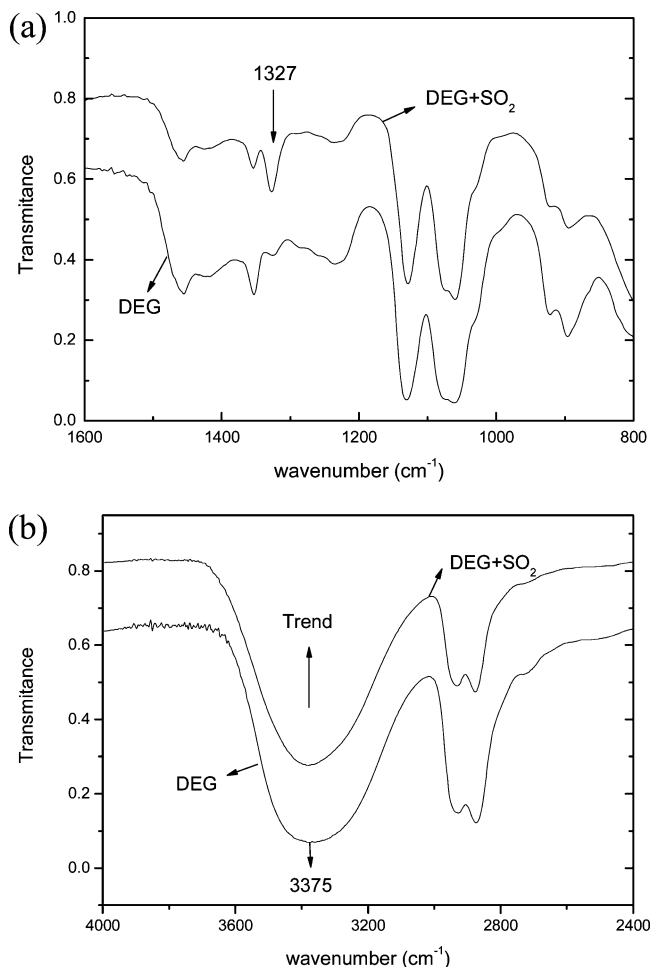 (a)
1.0
0.8
0.6
0.4
0.2
0.0
Transmitance
1327
DEG+SO₂
DEG
1600
1400
1200
1000
800
wavenumber (cm⁻¹)
(b)
0.8
0.6
0.4
0.2
0.0
Transmitance
DEG+SO₂
Trend
DEG
3375
4000
3600
3200
2800
2400
wavenumber (cm⁻¹)